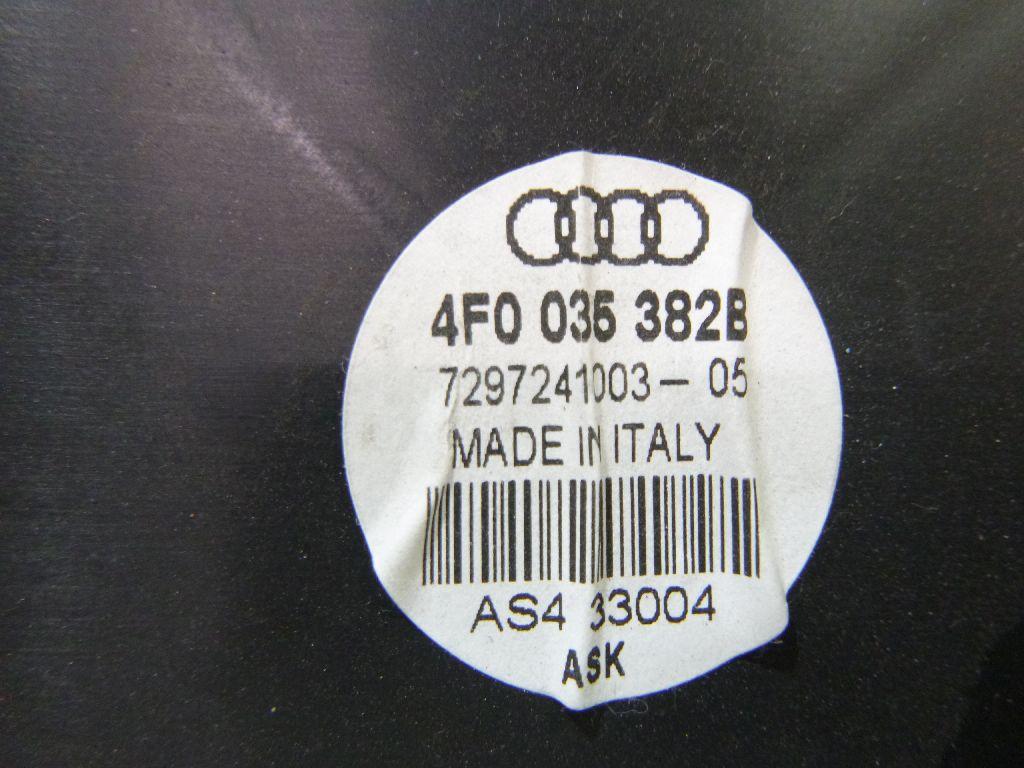 4F0 035 382B
7297241003- 05
MADE IN ITALY
AS4 33004
ASK